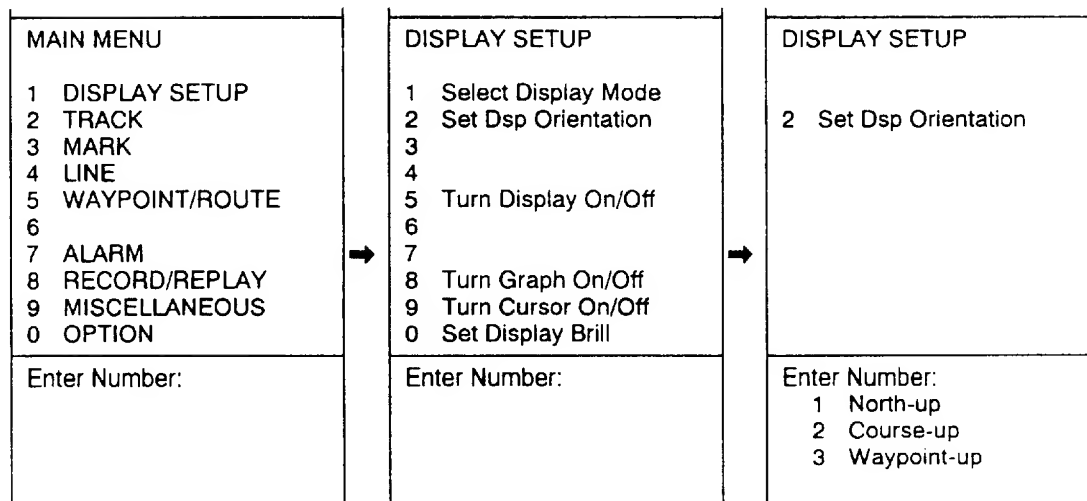 MAIN MENU
1 DISPLAY SETUP
2 TRACK
3 MARK
4 LINE
5 WAYPOINT/ROUTE
6
7 ALARM
8 RECORD/REPLAY
9 MISCELLANEOUS
0 OPTION
Enter Number:
DISPLAY SETUP
1 Select Display Mode
2 Set Dsp Orientation
3
4
5 Turn Display On/Off
6
7
8 Turn Graph On/Off
9 Turn Cursor On/Off
0 Set Display Brill
Enter Number:
DISPLAY SETUP
2 Set Dsp Orientation
Enter Number:
1 North-up
2 Course-up
3 Waypoint-up